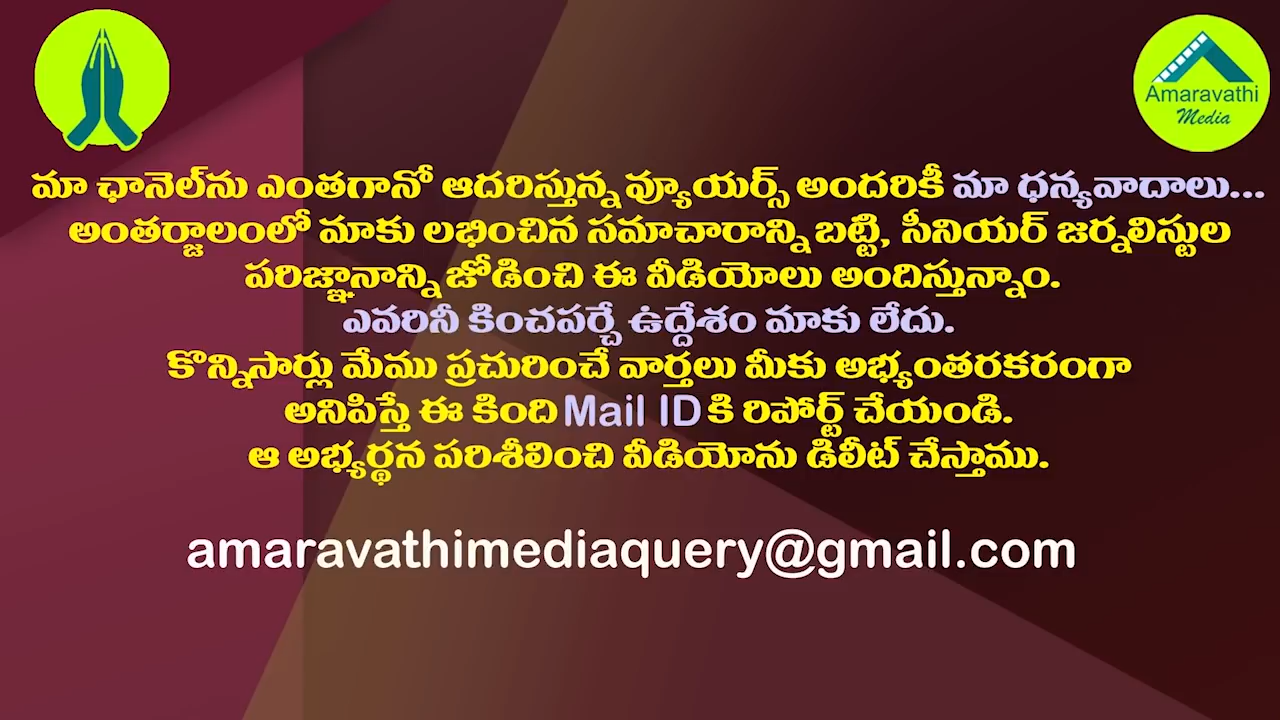 Amaravathi
Media
మా ఛానెల్‌ను ఎంతగానో ఆదరిస్తున్న వ్యూయర్స్ అందరికీ మా ధన్యవాదాలు...
అంతర్జాలంలో మాకు లభించిన సమాచారాన్ని బట్టి, సీనియర్ జర్నలిస్టుల
పరిజ్ఞానాన్ని జోడించి ఈ వీడియోలు అందిస్తున్నాం.
ఎవరినీ కించపర్చే ఉద్దేశం మాకు లేదు.
కొన్నిసార్లు మేము ప్రచురించే వార్తలు మీకు అభ్యంతరకరంగా
అనిపిస్తే ఈ కింది Mail ID కి రిపోర్ట్ చేయండి.
ఆ అభ్యర్థన పరిశీలించి వీడియోను డిలీట్ చేస్తాము.
amaravathimediaquery@gmail.com